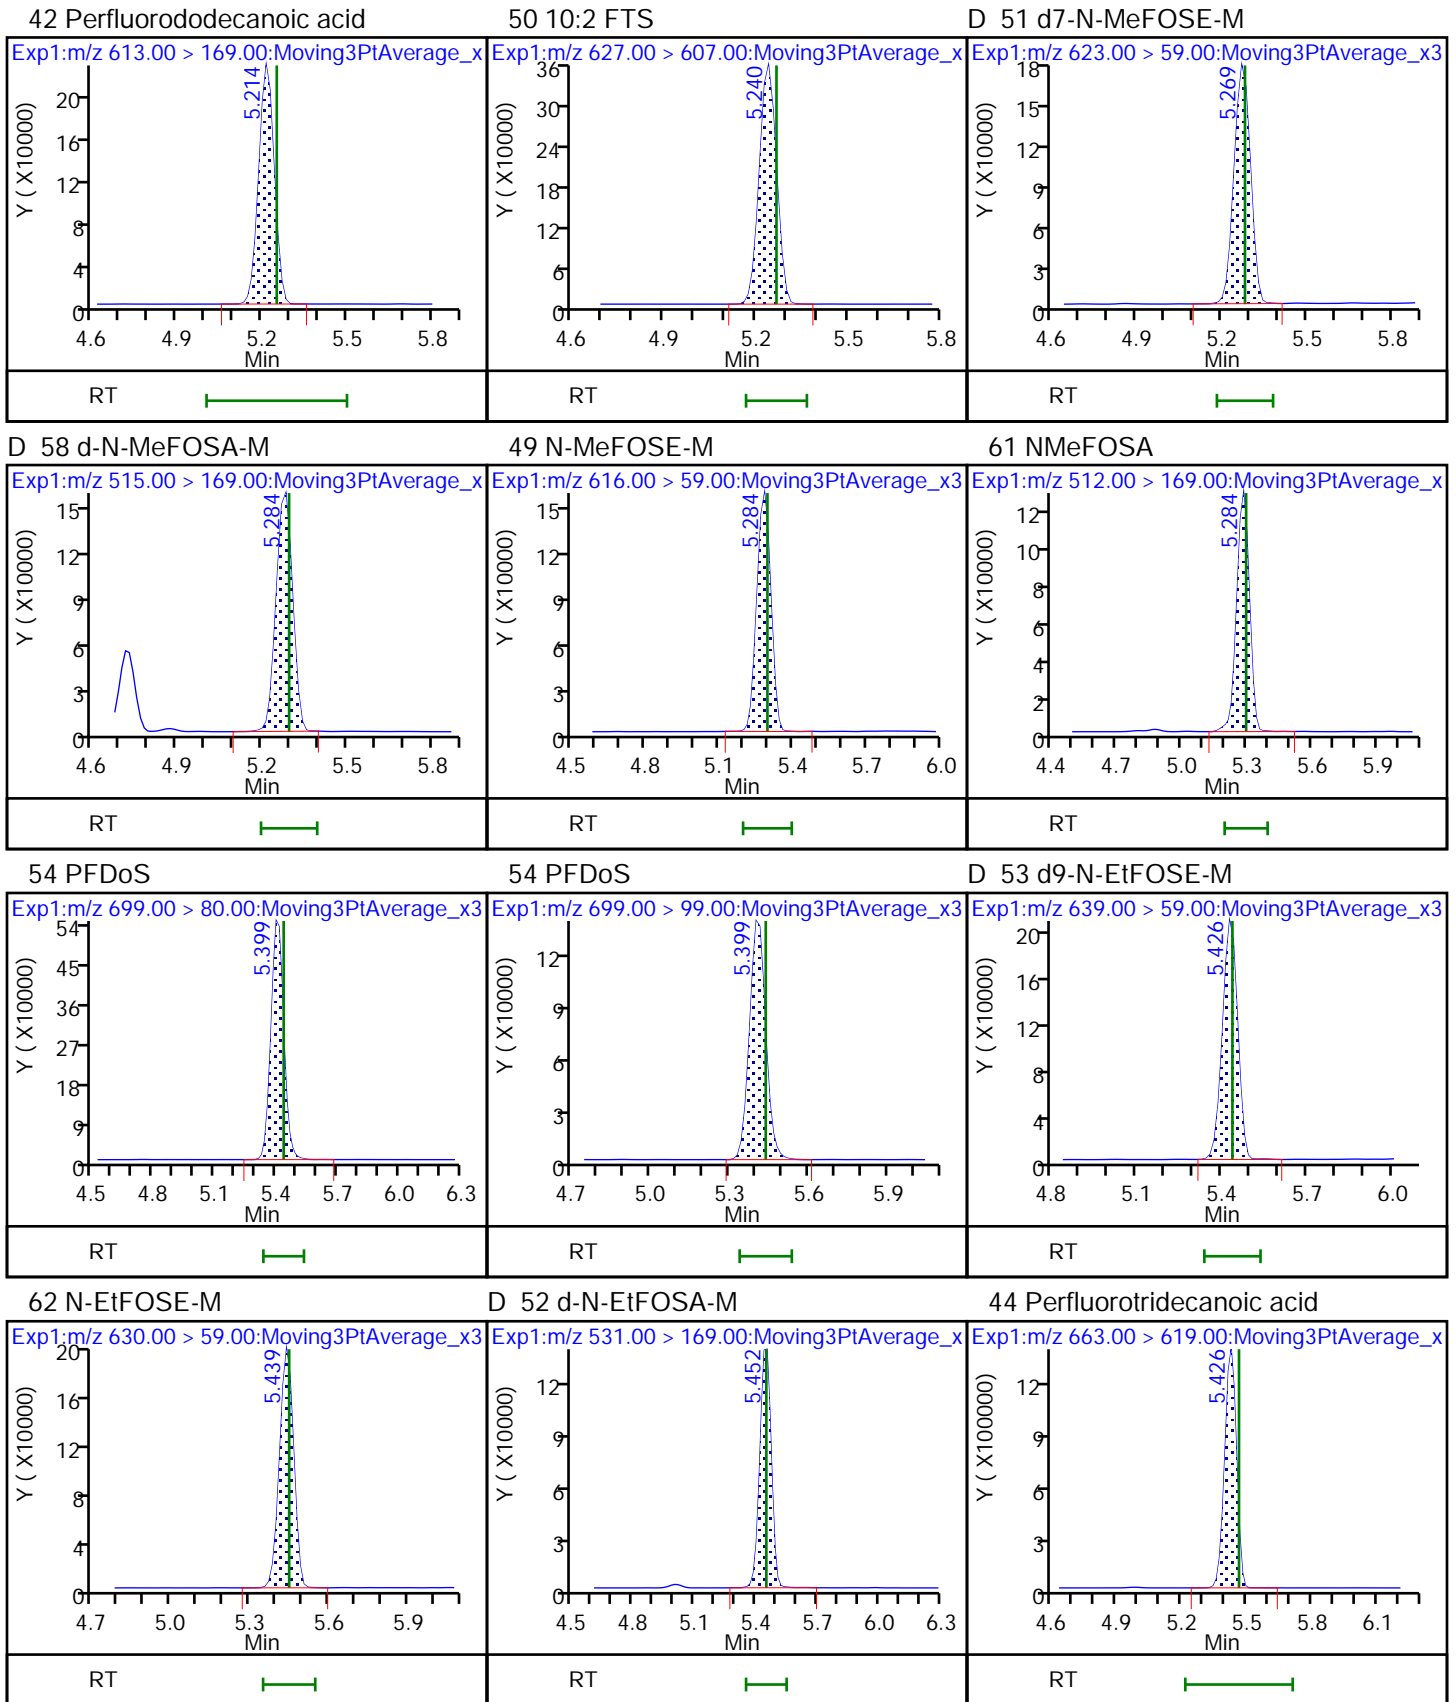 42 Perfluorododecanoic acid
Exp1:m/z 613.00 > 169.00:Moving3PtAverage_x
5.214
Y ( X10000)
20
16
12
8
4
0
4.6 4.9 5.2 5.5 5.8
Min
RT
50 10:2 FTS
Exp1:m/z 627.00 > 607.00:Moving3PtAverage_x
5.240
Y ( X10000)
36
30
24
18
12
6
0
4.6 4.9 5.2 5.5 5.8
Min
RT
D 51 d7-N-MeFOSE-M
Exp1:m/z 623.00 > 59.00:Moving3PtAverage_x3
5.269
Y ( X10000)
18
15
12
9
6
3
0
4.6 4.9 5.2 5.5 5.8
Min
RT
D 58 d-N-MeFOSA-M
Exp1:m/z 515.00 > 169.00:Moving3PtAverage_x
5.284
Y ( X10000)
15
12
9
6
3
0
4.6 4.9 5.2 5.5 5.8
Min
RT
49 N-MeFOSE-M
Exp1:m/z 616.00 > 59.00:Moving3PtAverage_x3
5.284
Y ( X10000)
15
12
9
6
3
0
4.5 4.8 5.1 5.4 5.7 6.0
Min
RT
61 NMeFOSA
Exp1:m/z 512.00 > 169.00:Moving3PtAverage_x
5.284
Y ( X10000)
12
10
8
6
4
2
0
4.4 4.7 5.0 5.3 5.6 5.9
Min
RT
54 PFDoS
Exp1:m/z 699.00 > 80.00:Moving3PtAverage_x3
5.399
Y ( X10000)
54
45
36
27
18
9
0
4.5 4.8 5.1 5.4 5.7 6.0 6.3
Min
RT
54 PFDoS
Exp1:m/z 699.00 > 99.00:Moving3PtAverage_x3
5.399
Y ( X10000)
12
9
6
3
0
4.7 5.0 5.3 5.6 5.9
Min
RT
D 53 d9-N-EtFOSE-M
Exp1:m/z 639.00 > 59.00:Moving3PtAverage_x3
5.426
Y ( X10000)
20
16
12
8
4
0
4.8 5.1 5.4 5.7 6.0
Min
RT
62 N-EtFOSE-M
Exp1:m/z 630.00 > 59.00:Moving3PtAverage_x3
5.439
Y ( X10000)
20
16
12
8
4
0
4.7 5.0 5.3 5.6 5.9
Min
RT
D 52 d-N-EtFOSA-M
Exp1:m/z 531.00 > 169.00:Moving3PtAverage_x
5.452
Y ( X10000)
12
9
6
3
0
4.5 4.8 5.1 5.4 5.7 6.0 6.3
Min
RT
44 Perfluorotridecanoic acid
Exp1:m/z 663.00 > 619.00:Moving3PtAverage_x
5.426
Y ( X100000)
12
9
6
3
0
4.6 4.9 5.2 5.5 5.8 6.1
Min
RT